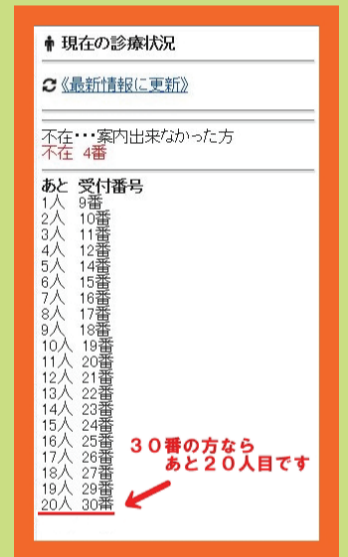 現在の診療状況
《最新情報に更新》
不在・・・案内出来なかった方
不在 4番
あと 受付番号
1人 9番
2人 10番
3人 11番
4人 12番
5人 14番
6人 15番
7人 16番
8人 17番
9人 18番
10人 19番
11人 20番
12人 21番
13人 22番
14人 23番
15人 24番
16人 25番
17人 26番
18人 27番
19人 29番
20人 30番
30番の方なら
あと20人目です